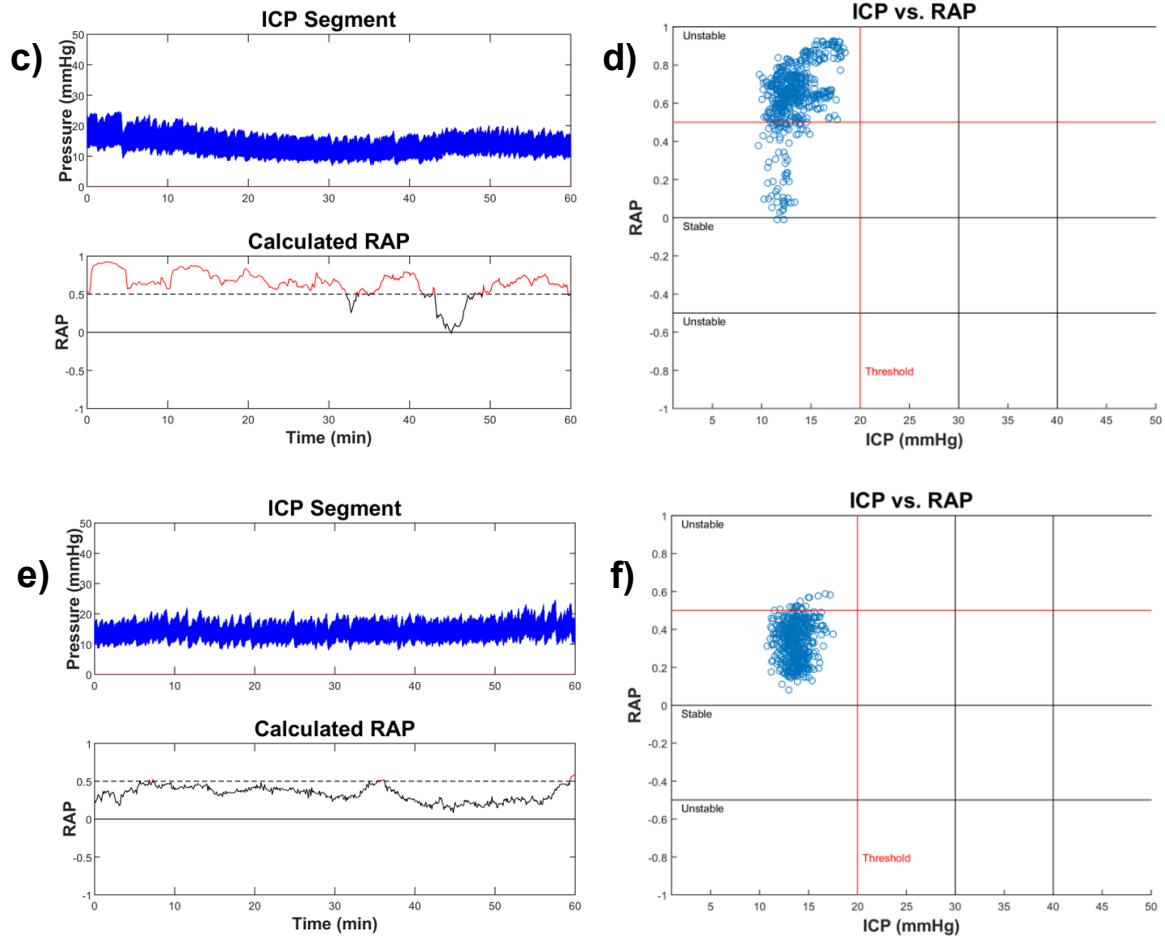 c)
ICP Segment
Pressure (mmHg)
50
40
30
20
10
0
0 10 20 30 40 50 60
Calculated RAP
RAP
1
0.5
0
-0.5
-1
0 10 20 30 40 50 60
Time (min)
d)
ICP vs. RAP
RAP
1
0.8
0.6
0.4
0.2
0
-0.2
-0.4
-0.6
-0.8
-1
Unstable
Stable
Unstable
Threshold
5 10 15 20 25 30 35 40 45 50
ICP (mmHg)
e)
ICP Segment
Pressure (mmHg)
50
40
30
20
10
0
0 10 20 30 40 50 60
Calculated RAP
RAP
1
0.5
0
-0.5
-1
0 10 20 30 40 50 60
Time (min)
f)
ICP vs. RAP
RAP
1
0.8
0.6
0.4
0.2
0
-0.2
-0.4
-0.6
-0.8
-1
Unstable
Stable
Unstable
Threshold
5 10 15 20 25 30 35 40 45 50
ICP (mmHg)